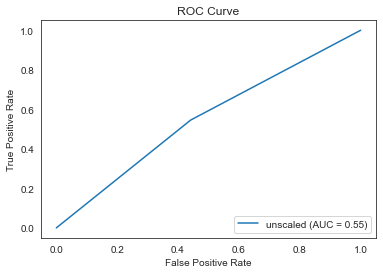 ROC Curve
1.0
0.8
0.6
0.4
0.2
0.0
True Positive Rate
unscaled (AUC = 0.55)
0.0 0.2 0.4 0.6 0.8 1.0
False Positive Rate